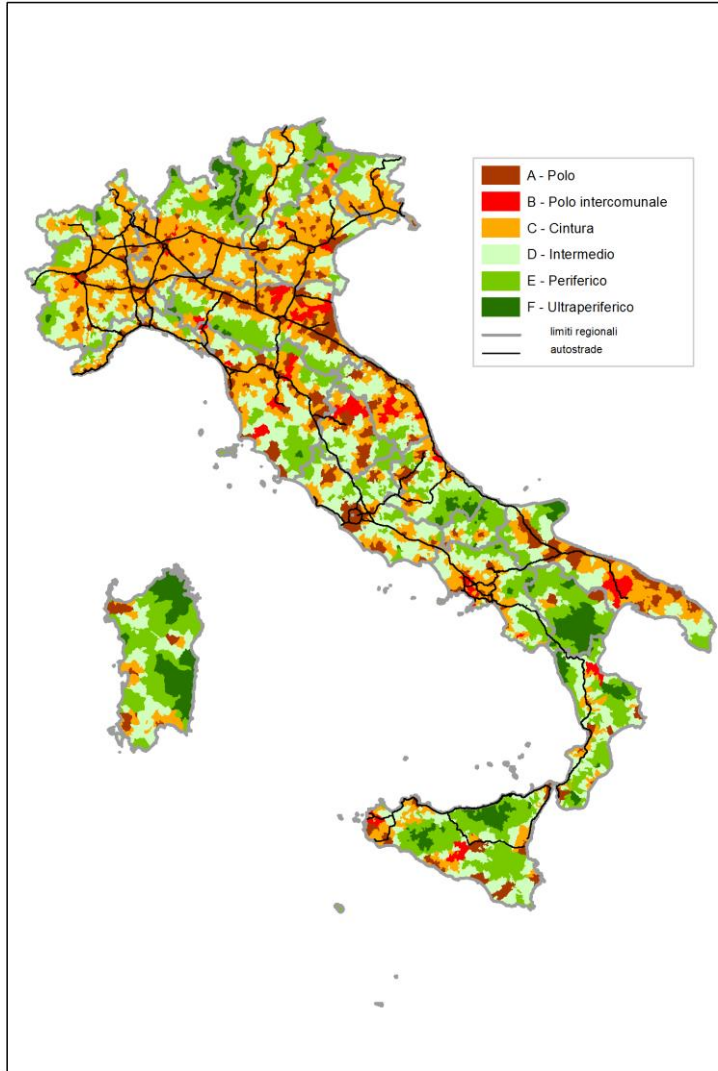 A - Polo
B - Polo intercomunale
C - Cintura
D - Intermedio
E - Periferico
F - Ultraperiferico
limiti regionali
autostrade